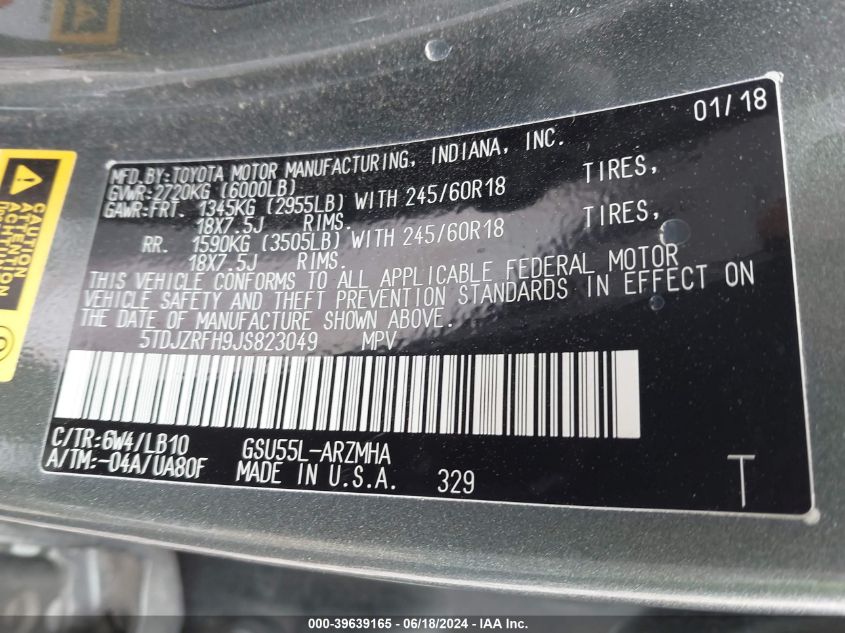 01/18
MFD.BY:TOYOTA MOTOR MANUFACTURING, INDIANA, INC.
GVWR:2720KG (6000LB)
GAWR:FRT. 1345KG (2955LB) WITH 245/60R18 TIRES,
18X7.5J RIMS.
RR. 1590KG (3505LB) WITH 245/60R18 TIRES,
18X7.5J RIMS.
THIS VEHICLE CONFORMS TO ALL APPLICABLE FEDERAL MOTOR
VEHICLE SAFETY AND THEFT PREVENTION STANDARDS IN EFFECT ON
THE DATE OF MANUFACTURE SHOWN ABOVE.
5TDJZRFH9JS823049 MPV
C/TR:6W4/LB10 GSU55L-ARZMHA
A/TM:-04A/UA80F MADE IN U.S.A. 329
T
CAUTION
ATTENTION
000-39639165 - 06/18/2024 - IAA Inc.